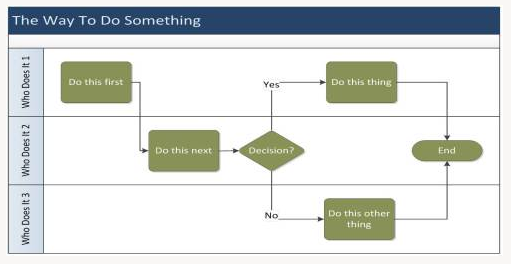 The Way To Do Something
Who Does It 1
Do this first
Yes
Do this thing
Who Does It 2
Do this next
Decision?
End
Who Does It 3
No
Do this other
thing